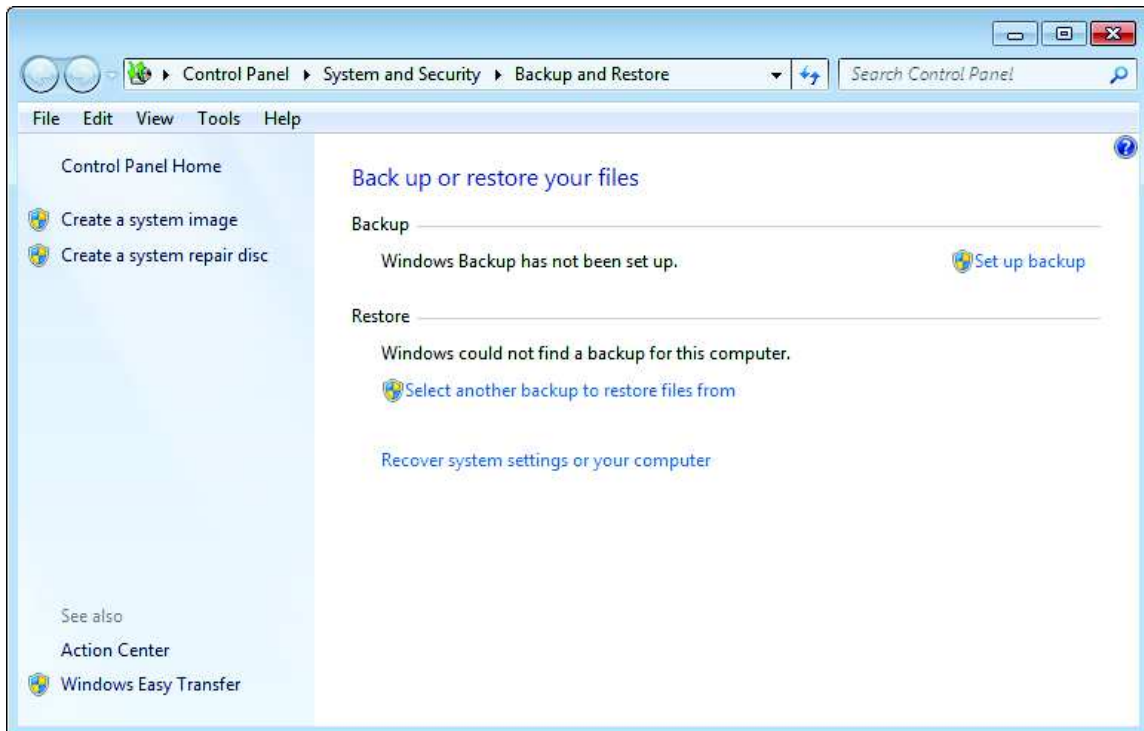 Control Panel System and Security Backup and Restore Search Control Panel
File Edit View Tools Help
Control Panel Home
Create a system image
Create a system repair disc
See also
Action Center
Windows Easy Transfer
Back up or restore your files
Backup
Windows Backup has not been set up. Set up backup
Restore
Windows could not find a backup for this computer.
Select another backup to restore files from
Recover system settings or your computer